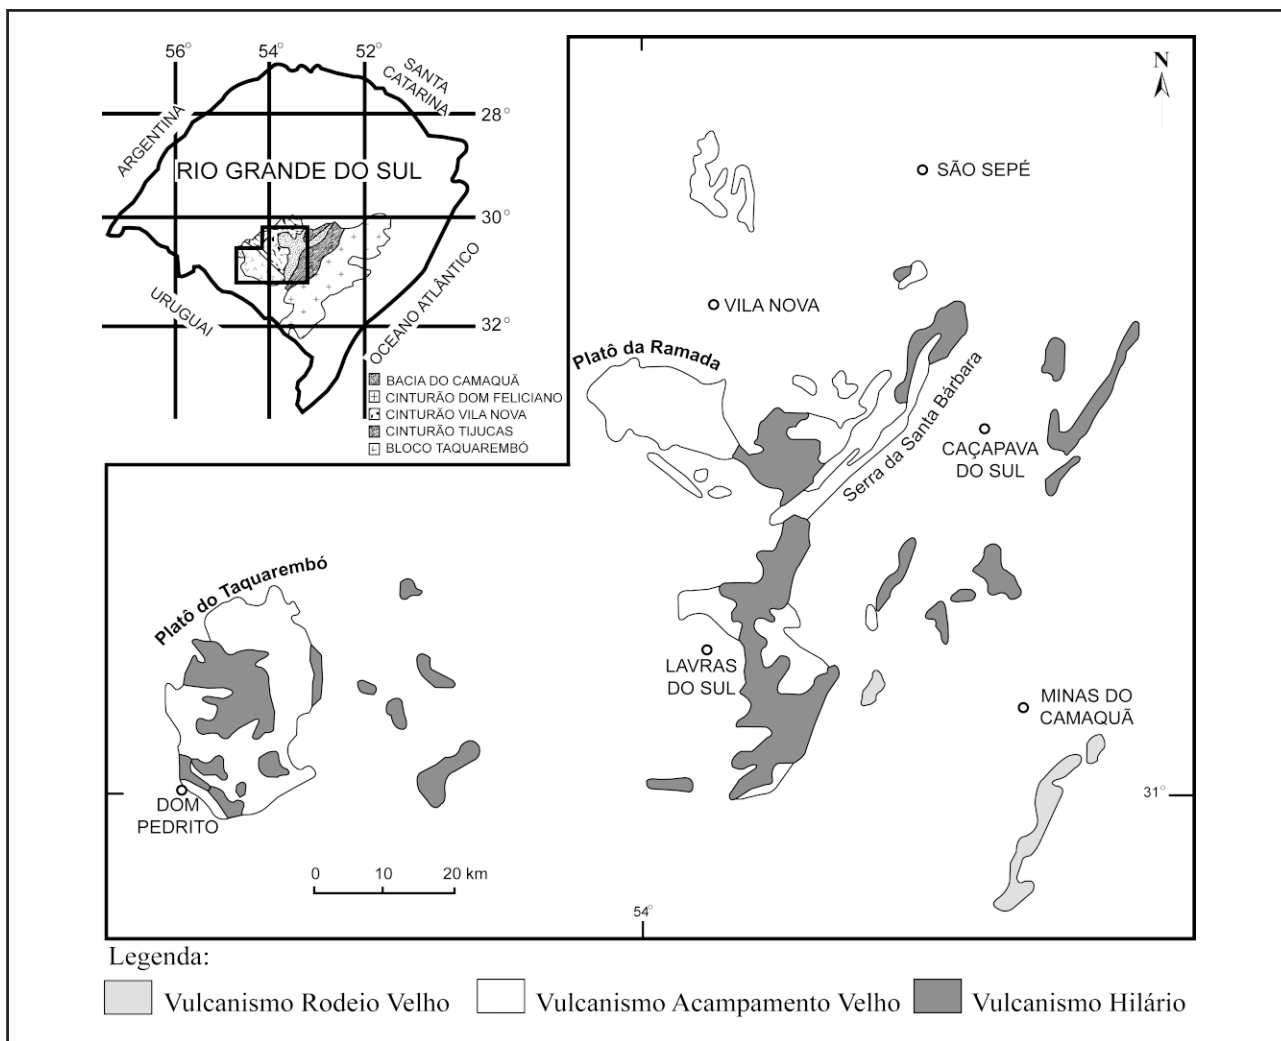 56°
54°
52°
SANTA
CATARINA
ARGENTINA
28°
RIO GRANDE DO SUL
30°
URUGUAI
OCEANO ATLÂNTICO
32°
BACIA DO CAMAQUÃ
CINTURÃO DOM FELICIANO
CINTURÃO VILA NOVA
CINTURÃO TIJUCAS
BLOCO TAQUAREMBÓ
N
SÃO SEPÉ
VILA NOVA
Platô da Ramada
Serra da Santa Bárbara
CAÇAPAVA
DO SUL
Platô do Taquarembó
LAVRAS
DO SUL
MINAS DO
CAMAQUÃ
DOM
PEDRITO
31°
0 10 20 km
54°
Legenda:
Vulcanismo Rodeio Velho
Vulcanismo Acampamento Velho
Vulcanismo Hilário